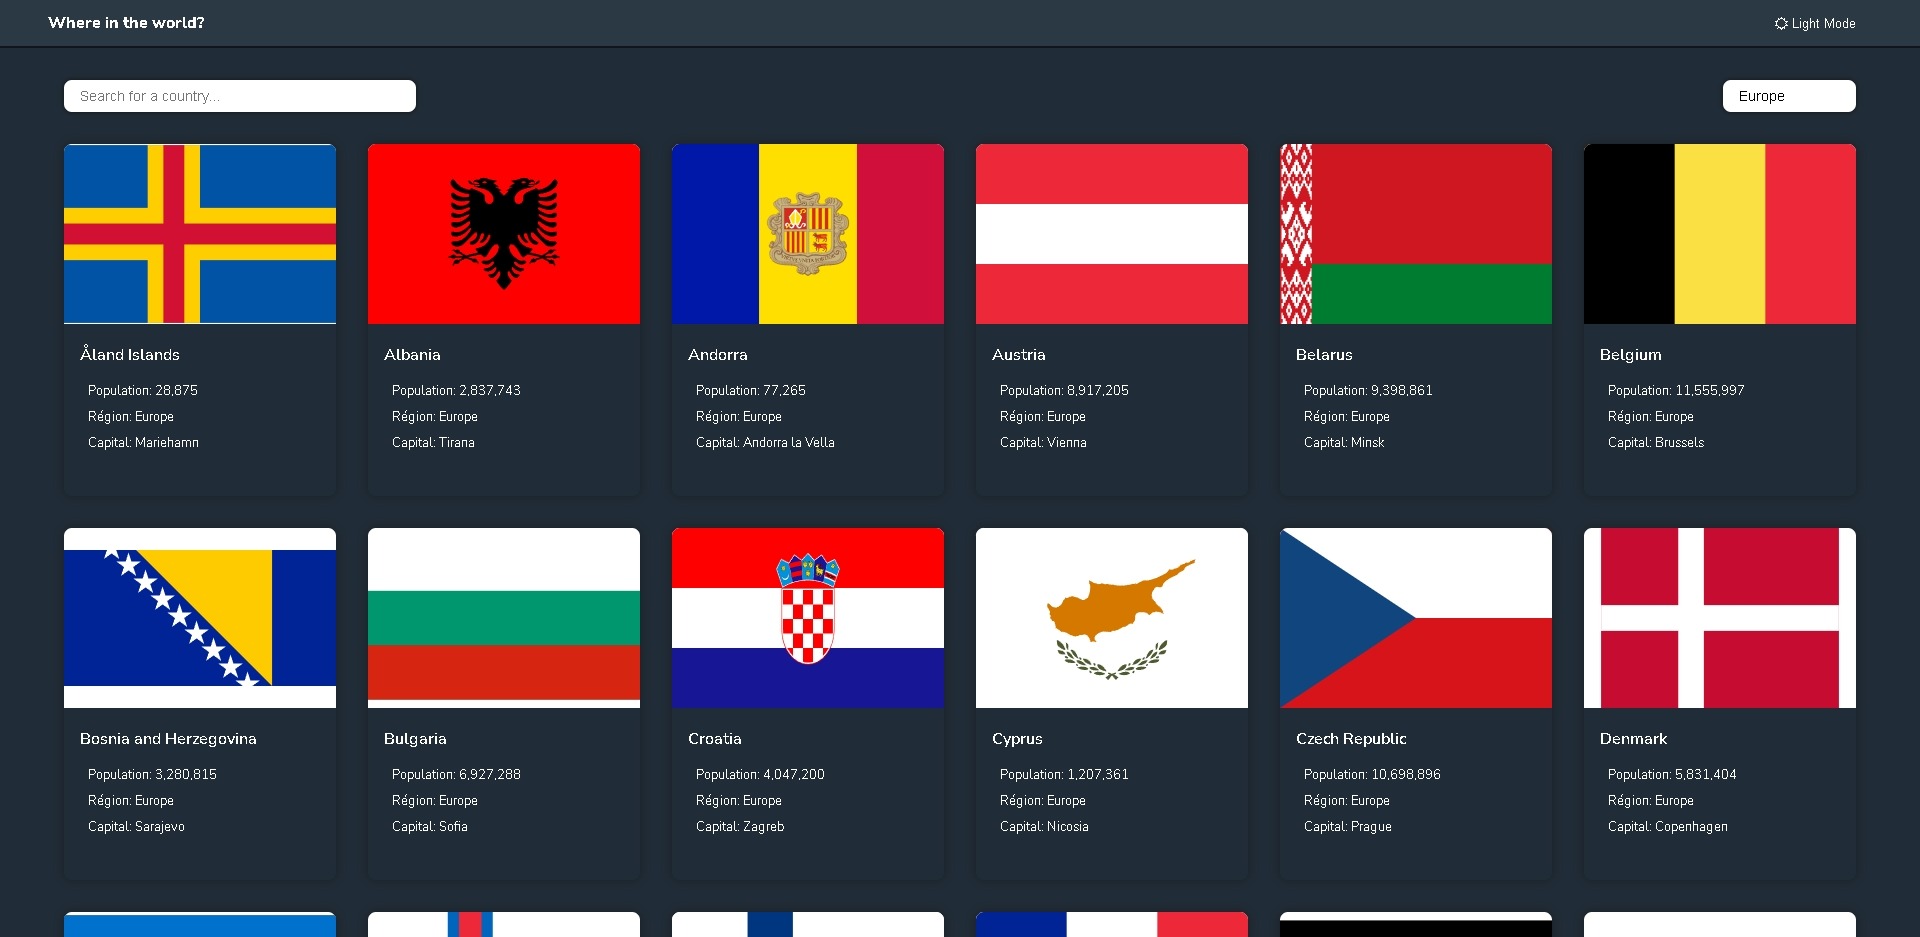 Where in the world?
Light Mode
Search for a country...
Europe
Åland Islands
Population: 28,875
Région: Europe
Capital: Mariehamn
Albania
Population: 2,837,743
Région: Europe
Capital: Tirana
Andorra
Population: 77,265
Région: Europe
Capital: Andorra la Vella
Austria
Population: 8,917,205
Région: Europe
Capital: Vienna
Belarus
Population: 9,398,861
Région: Europe
Capital: Minsk
Belgium
Population: 11,555,997
Région: Europe
Capital: Brussels
Bosnia and Herzegovina
Population: 3,280,815
Région: Europe
Capital: Sarajevo
Bulgaria
Population: 6,927,288
Région: Europe
Capital: Sofia
Croatia
Population: 4,047,200
Région: Europe
Capital: Zagreb
Cyprus
Population: 1,207,361
Région: Europe
Capital: Nicosia
Czech Republic
Population: 10,698,896
Région: Europe
Capital: Prague
Denmark
Population: 5,831,404
Région: Europe
Capital: Copenhagen